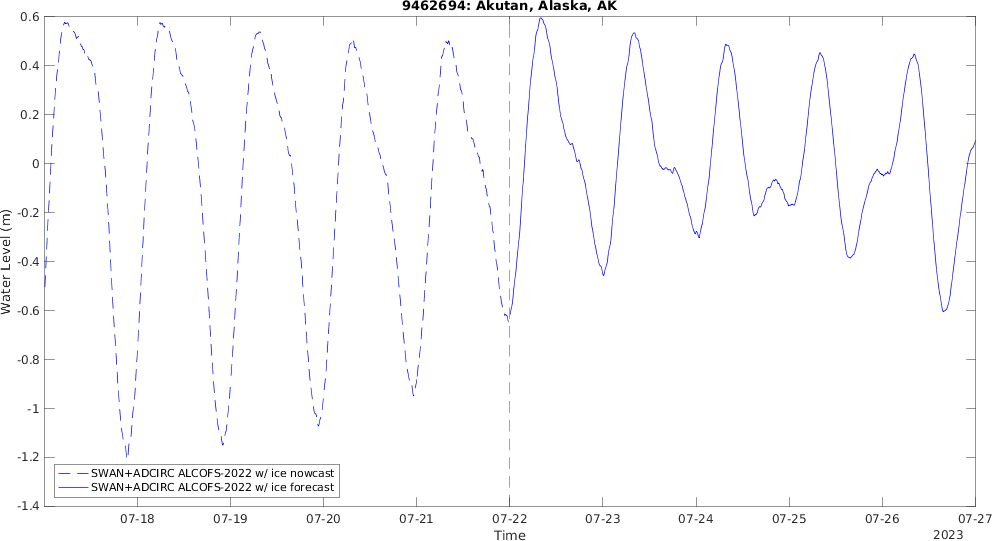 9462694: Akutan, Alaska, AK
0.6
0.4
0.2
0
-0.2
-0.4
-0.6
-0.8
-1
-1.2
-1.4
Water Level (m)
SWAN+ADCIRC ALCOFS-2022 w/ ice nowcast
SWAN+ADCIRC ALCOFS-2022 w/ ice forecast
07-18 07-19 07-20 07-21 07-22 07-23 07-24 07-25 07-26 07-27
Time
2023